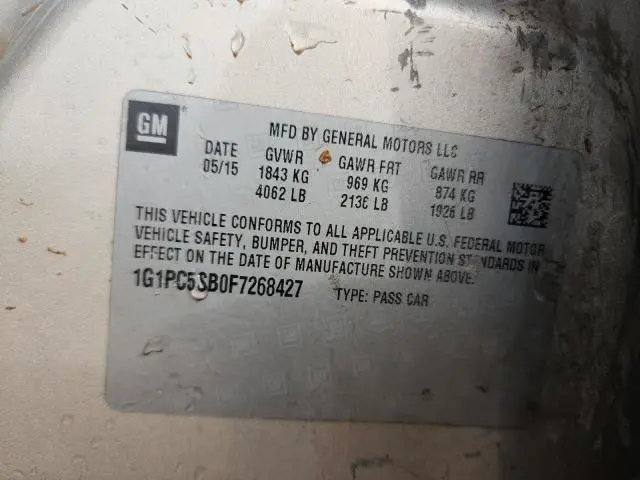 GM
MFD BY GENERAL MOTORS LLC
DATE GVWR GAWR FRT GAWR RR
05/15 1843 KG 969 KG 874 KG
4062 LB 2136 LB 1926 LB
THIS VEHICLE CONFORMS TO ALL APPLICABLE U.S. FEDERAL MOTOR
VEHICLE SAFETY, BUMPER, AND THEFT PREVENTION STANDARDS IN
EFFECT ON THE DATE OF MANUFACTURE SHOWN ABOVE.
1G1PC5SB0F7268427 TYPE: PASS CAR